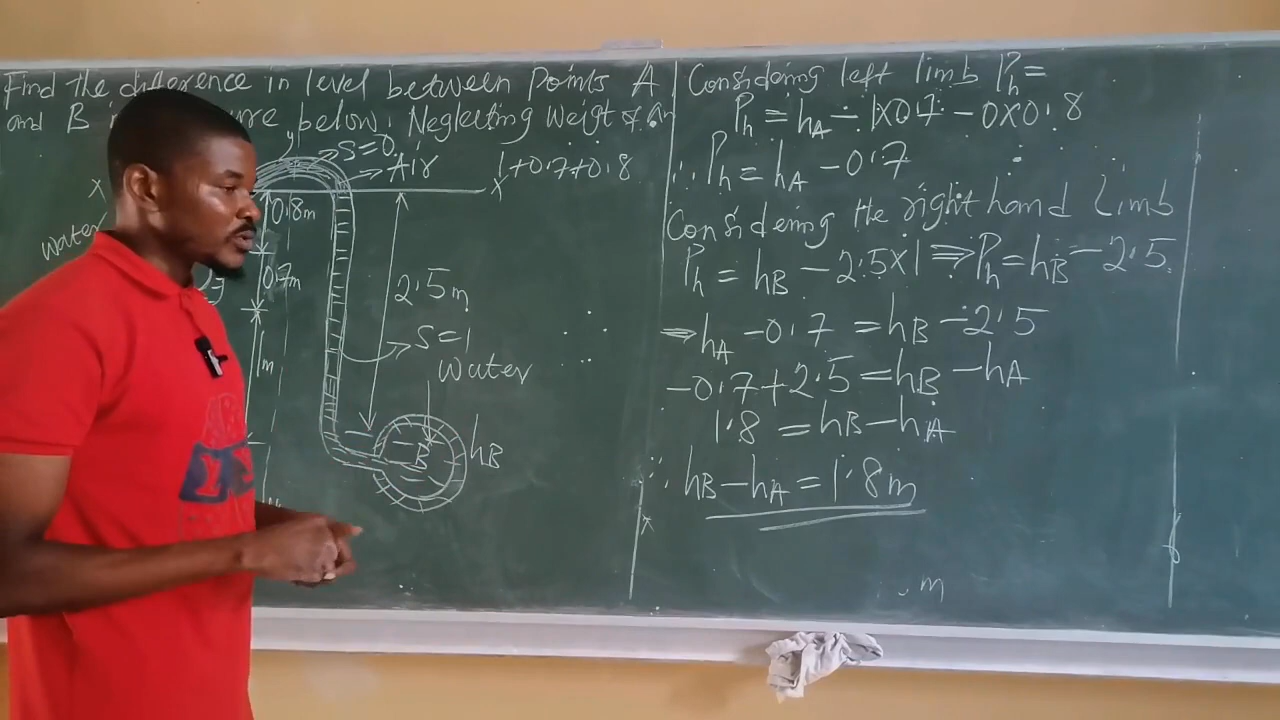 Find the difference in level between points A
and B below. Neglecting weigt of air
S=0
Air
1+0.7+0.8
X
X
water
0.8m
0.7m
2.5m
S=1
1m
water
B
hB
Considering left limb Ph=
Ph = hA - 1x0.7 - 0x0.8
∴ Ph = hA - 0.7
Considering the right hand limb
Ph = hB - 2.5x1 ⇒ Ph = hB - 2.5
⇒ hA - 0.7 = hB - 2.5
-0.7+2.5 = hB - hA
1.8 = hB - hA
∴ hB - hA = 1.8m
m